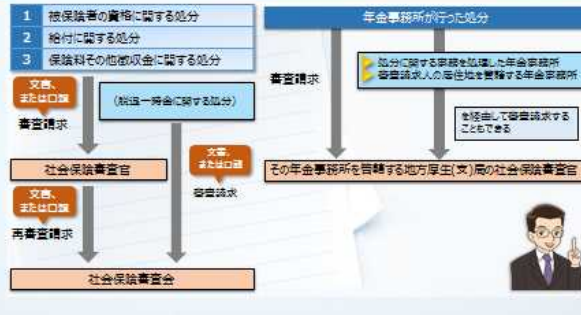 1 被保険者の資格に関する処分
2 給付に関する処分
3 保険料その他徴収金に関する処分
文書、
または口頭
審査請求
(脱退一時金に関する処分)
社会保険審査官
文書、
または口頭
審査請求
文書、
または口頭
再審査請求
社会保険審査会
年金事務所が行った処分
審査請求
処分に関する事務を処理した年金事務所
審査請求人の居住地を管轄する年金事務所
を経由して審査請求する
こともできる
その年金事務所を管轄する地方厚生(支)局の社会保険審査官